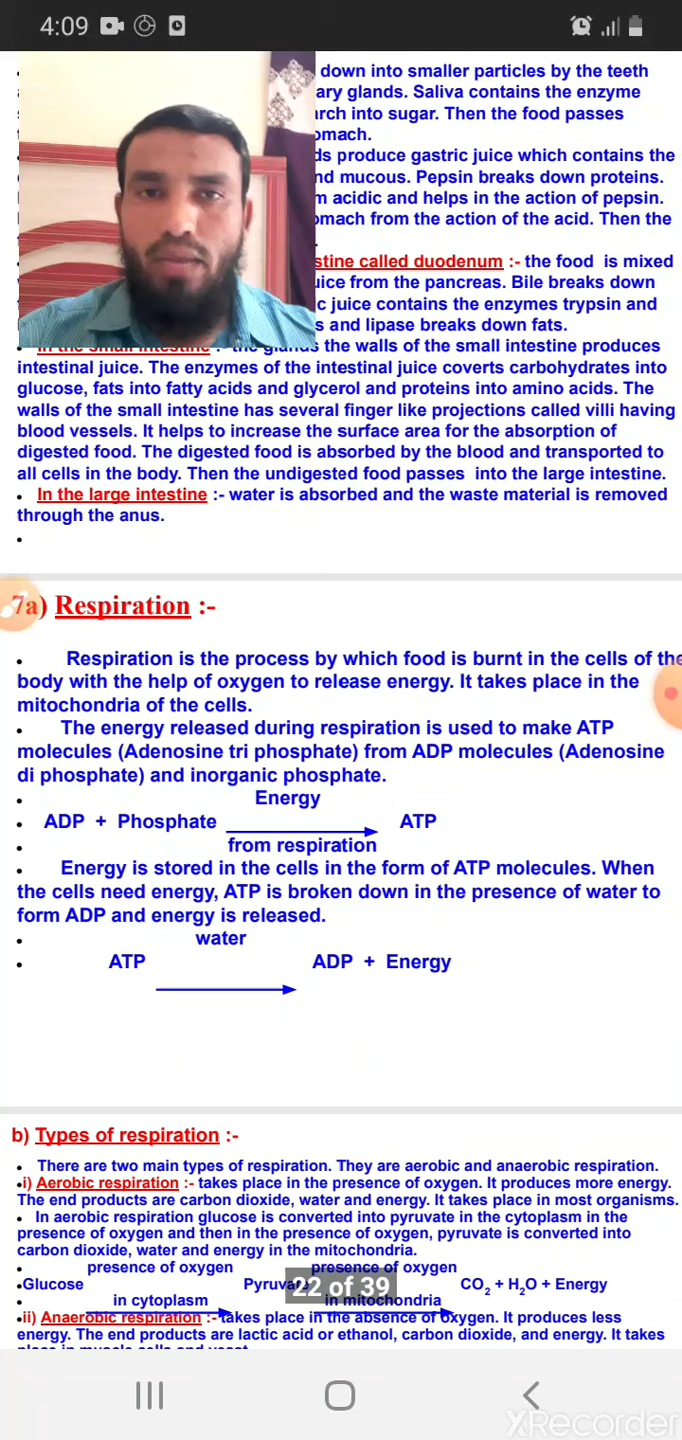 4:09
down into smaller particles by the teeth
ary glands. Saliva contains the enzyme
rch into sugar. Then the food passes
omach.
ds produce gastric juice which contains the
nd mucous. Pepsin breaks down proteins.
m acidic and helps in the action of pepsin.
omach from the action of the acid. Then the
stine called duodenum :- the food is mixed
uice from the pancreas. Bile breaks down
c juice contains the enzymes trypsin and
s and lipase breaks down fats.
• In the small intestine :- the glands the walls of the small intestine produces
intestinal juice. The enzymes of the intestinal juice coverts carbohydrates into
glucose, fats into fatty acids and glycerol and proteins into amino acids. The
walls of the small intestine has several finger like projections called villi having
blood vessels. It helps to increase the surface area for the absorption of
digested food. The digested food is absorbed by the blood and transported to
all cells in the body. Then the undigested food passes into the large intestine.
• In the large intestine :- water is absorbed and the waste material is removed
through the anus.
7a) Respiration :-
• Respiration is the process by which food is burnt in the cells of the
body with the help of oxygen to release energy. It takes place in the
mitochondria of the cells.
• The energy released during respiration is used to make ATP
molecules (Adenosine tri phosphate) from ADP molecules (Adenosine
di phosphate) and inorganic phosphate.
• Energy
• ADP + Phosphate ATP
• from respiration
• Energy is stored in the cells in the form of ATP molecules. When
the cells need energy, ATP is broken down in the presence of water to
form ADP and energy is released.
• water
• ATP ADP + Energy
b) Types of respiration :-
• There are two main types of respiration. They are aerobic and anaerobic respiration.
•i) Aerobic respiration :- takes place in the presence of oxygen. It produces more energy.
The end products are carbon dioxide, water and energy. It takes place in most organisms.
• In aerobic respiration glucose is converted into pyruvate in the cytoplasm in the
presence of oxygen and then in the presence of oxygen, pyruvate is converted into
carbon dioxide, water and energy in the mitochondria.
• presence of oxygen presence of oxygen
•Glucose Pyruvate CO2 + H2O + Energy
22 of 39
• in cytoplasm in mitochondria
•ii) Anaerobic respiration :- takes place in the absence of oxygen. It produces less
energy. The end products are lactic acid or ethanol, carbon dioxide, and energy. It takes
place in muscle cells and yeast
XRecorder